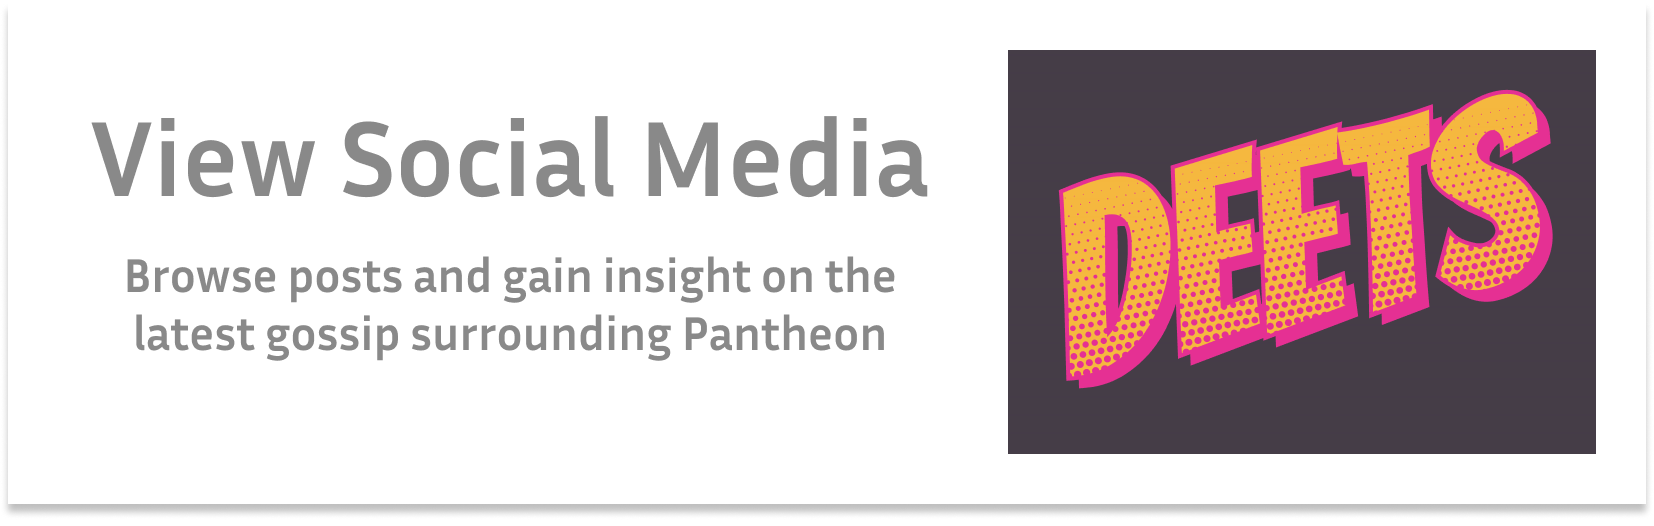 View Social Media
Browse posts and gain insight on the
latest gossip surrounding Pantheon
DEETS